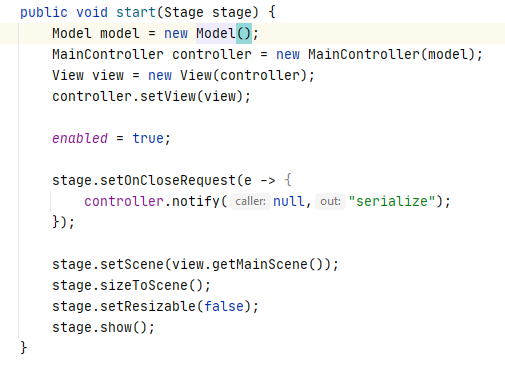 public void start(Stage stage) {
    Model model = new Model();
    MainController controller = new MainController(model);
    View view = new View(controller);
    controller.setView(view);

    enabled = true;

    stage.setOnCloseRequest(e -> {
        controller.notify( caller: null, out: "serialize");
    });

    stage.setScene(view.getMainScene());
    stage.sizeToScene();
    stage.setResizable(false);
    stage.show();
}